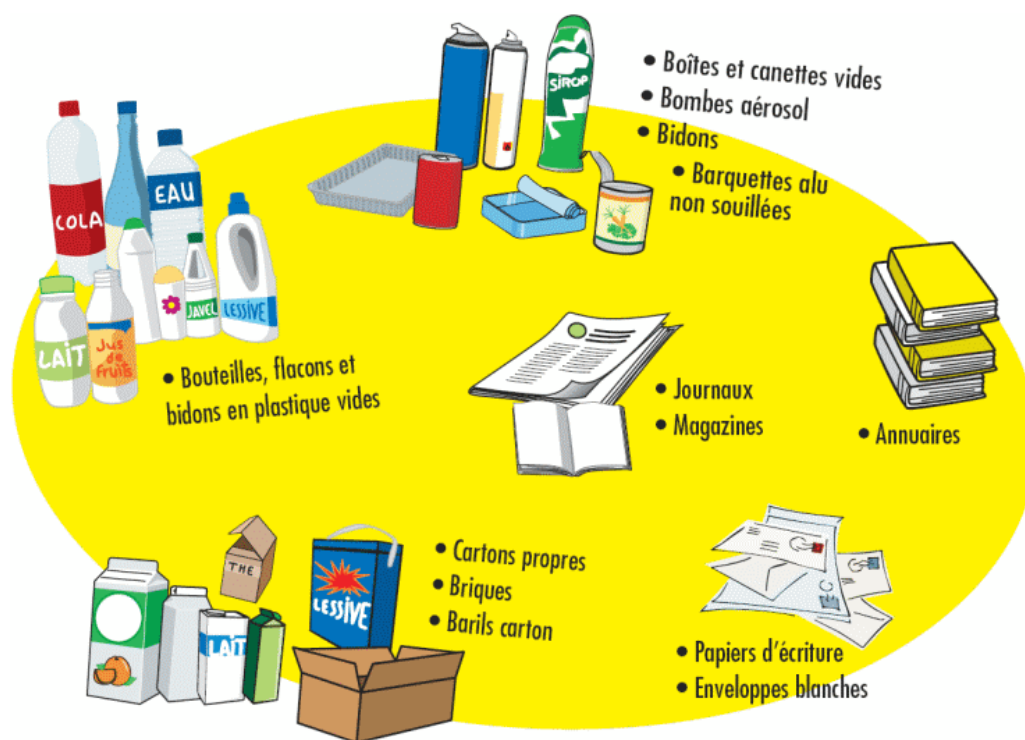 SIROP
• Boîtes et canettes vides
• Bombes aérosol
• Bidons
• Barquettes alu
non souillées
COLA
EAU
JAVEL
LESSIVE
LAIT
Jus
de
fruits
• Bouteilles, flacons et
bidons en plastique vides
• Journaux
• Magazines
• Annuaires
THE
LESSIVE
LAIT
• Cartons propres
• Briques
• Barils carton
• Papiers d'écriture
• Enveloppes blanches